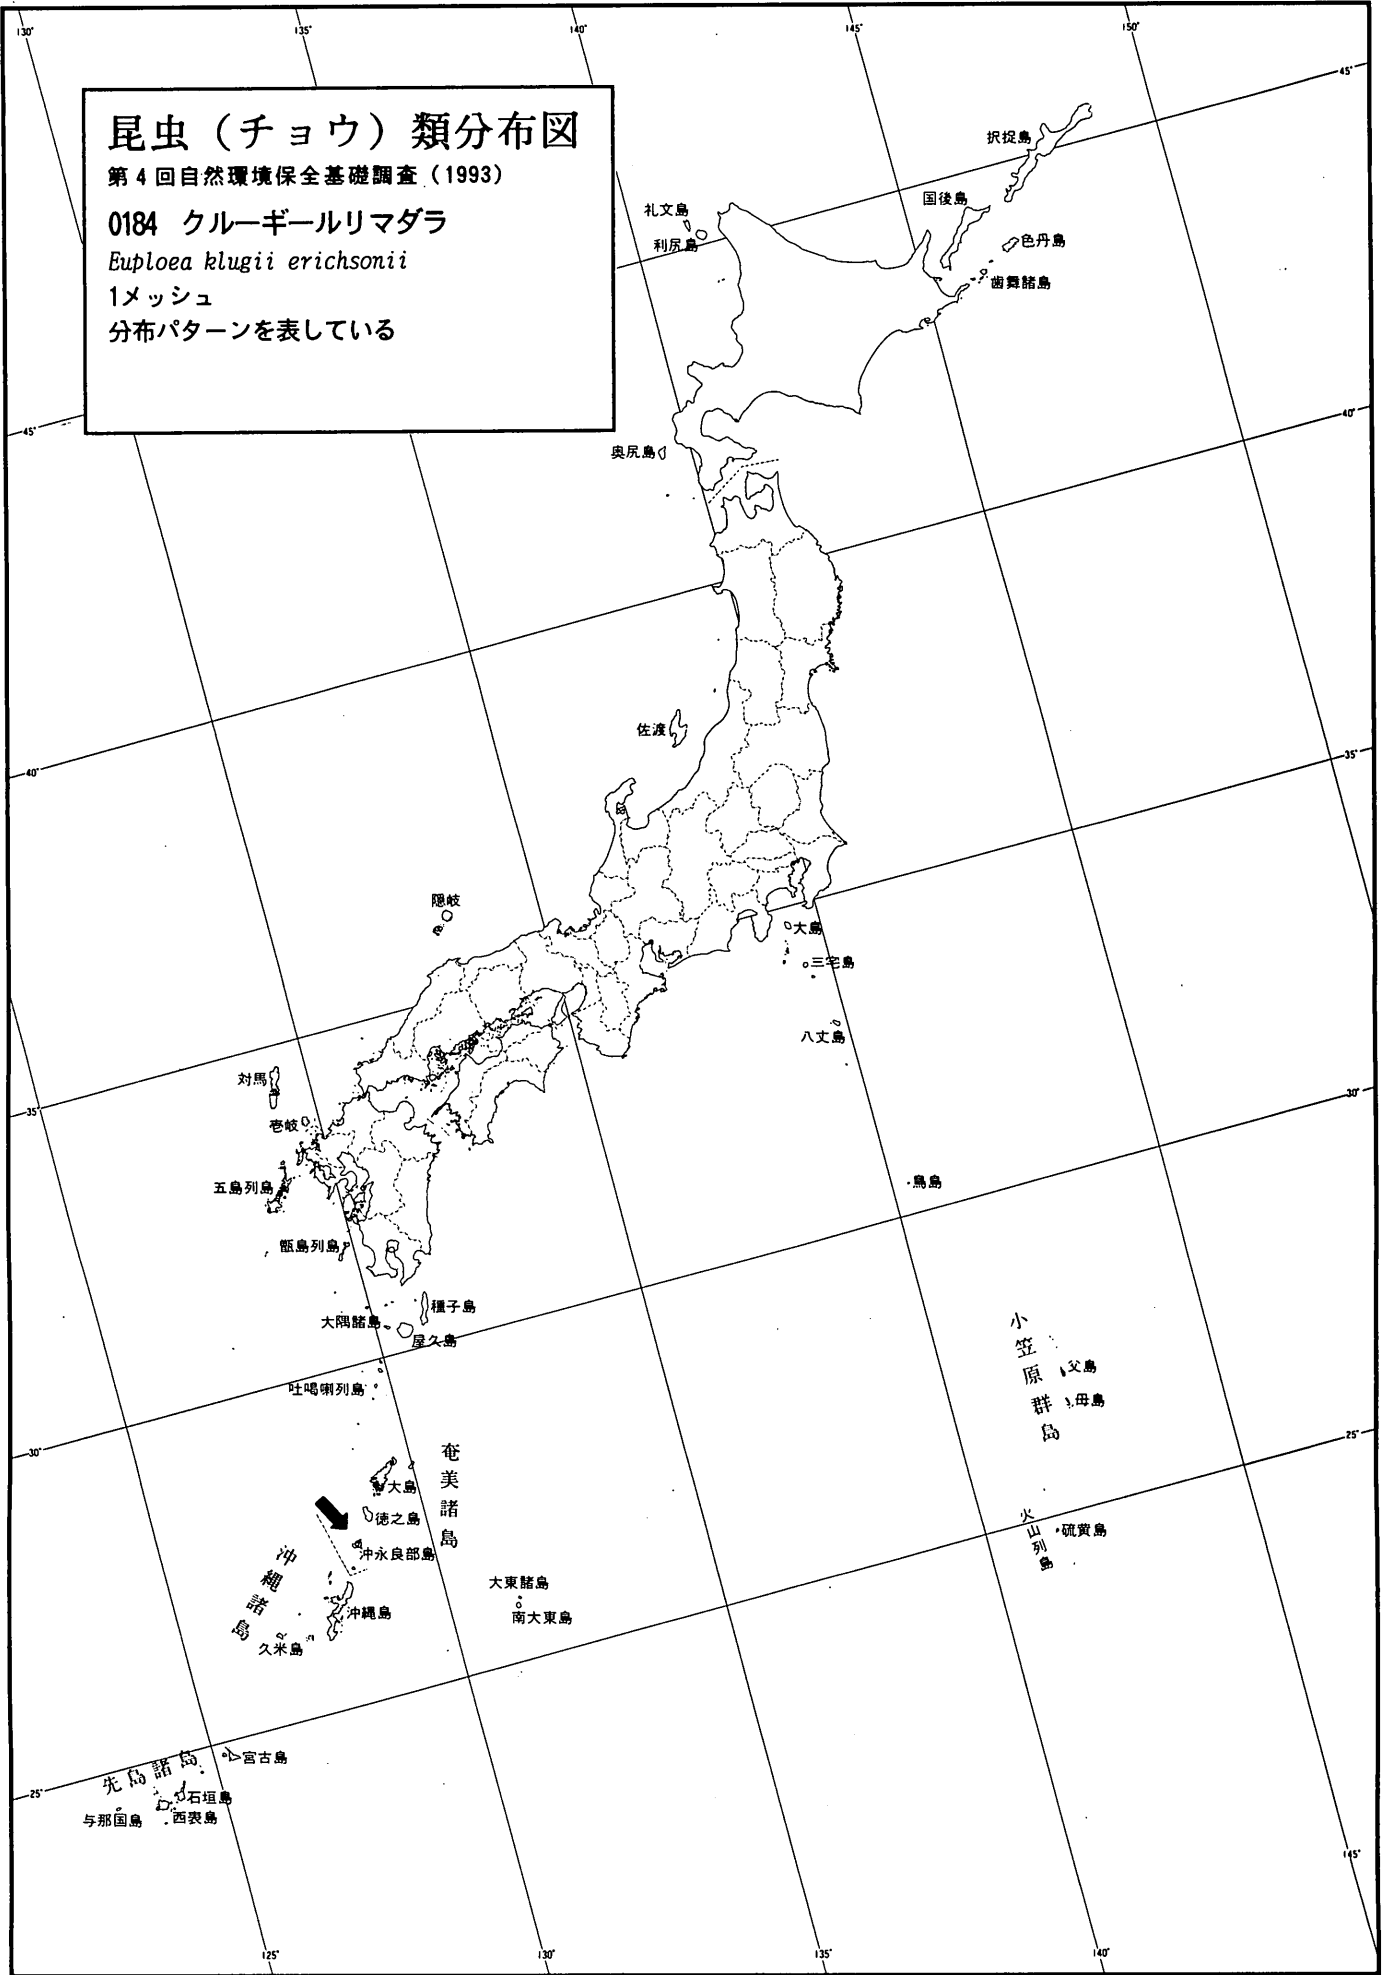 昆虫（チョウ）類分布図
第4回自然環境保全基礎調査（1993）
0184 クルーギールリマダラ
Euploea klugii erichsonii
1メッシュ
分布パターンを表している
130°
135°
140°
145°
150°
45°
択捉島
国後島
色丹島
歯舞諸島
礼文島
利尻島
45°
40°
奥尻島
佐渡
40°
35°
隠岐
大島
三宅島
八丈島
対馬
壱岐
35°
30°
五島列島
鳥島
甑島列島
種子島
大隅諸島
屋久島
吐噶喇列島
小笠原群島
父島
母島
30°
25°
奄美諸島
大島
徳之島
沖永良部島
火山列島
硫黄島
沖縄諸島
沖縄島
久米島
大東諸島
南大東島
先島諸島
宮古島
石垣島
西表島
与那国島
25°
145°
125°
130°
135°
140°